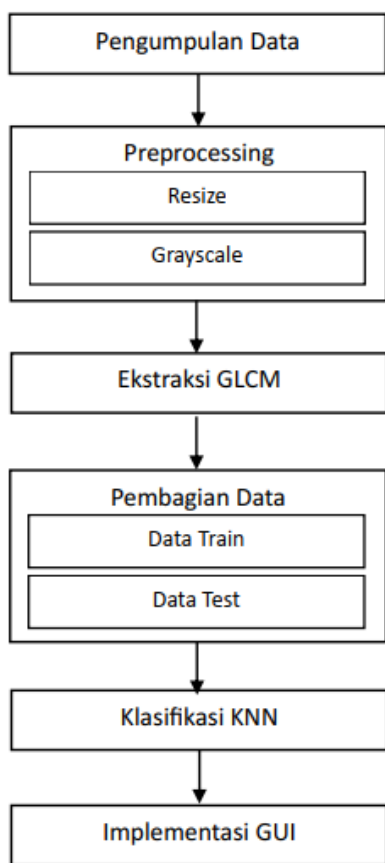 Pengumpulan Data
Preprocessing
Resize
Grayscale
Ekstraksi GLCM
Pembagian Data
Data Train
Data Test
Klasifikasi KNN
Implementasi GUI